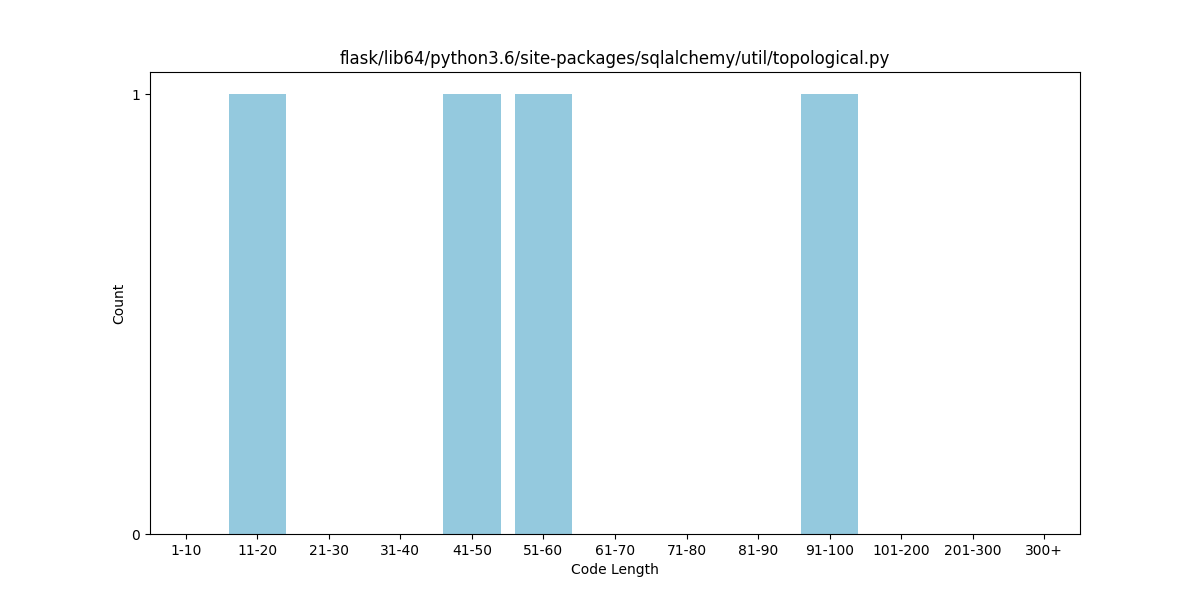 flask/lib64/python3.6/site-packages/sqlalchemy/util/topological.py
Count
1
0
1-10 11-20 21-30 31-40 41-50 51-60 61-70 71-80 81-90 91-100 101-200 201-300 300+
Code Length